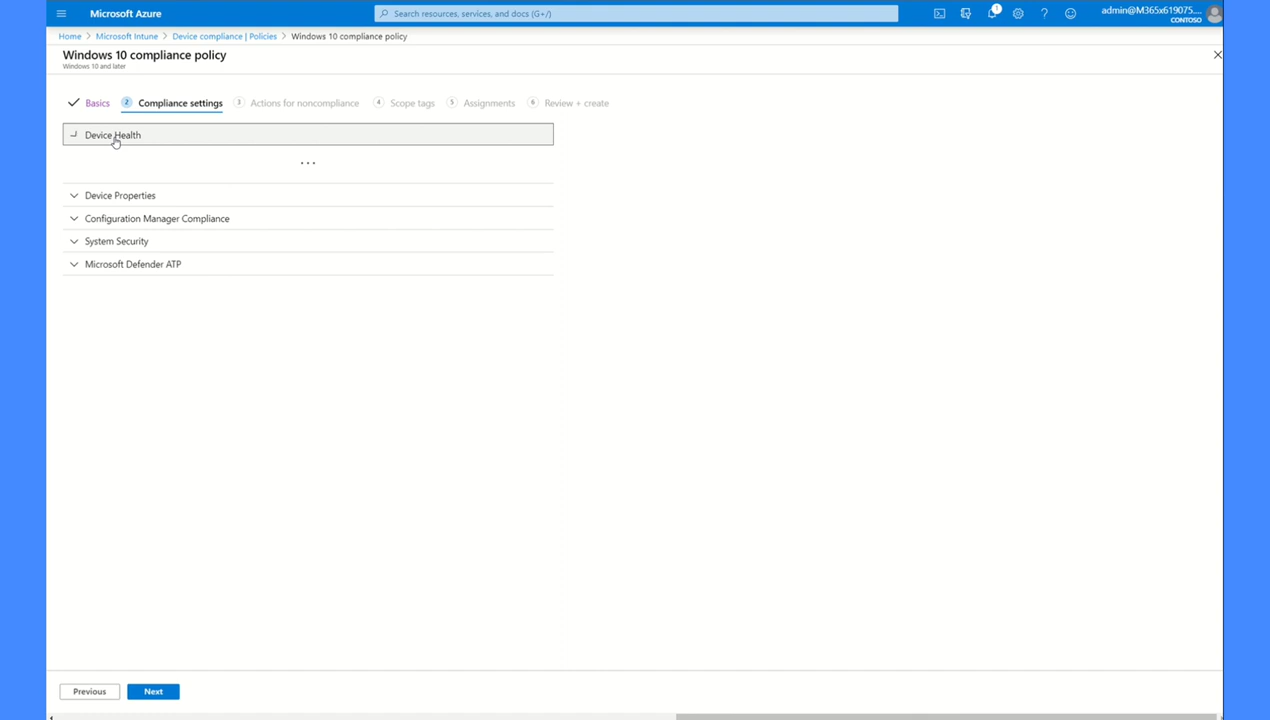 Microsoft Azure
Search resources, services, and docs (G+/)
1
admin@M365x619075....
CONTOSO
Home > Microsoft Intune > Device compliance | Policies > Windows 10 compliance policy
Windows 10 compliance policy
Windows 10 and later
Basics 2 Compliance settings 3 Actions for noncompliance 4 Scope tags 5 Assignments 6 Review + create
Device Health
...
Device Properties
Configuration Manager Compliance
System Security
Microsoft Defender ATP
Previous Next